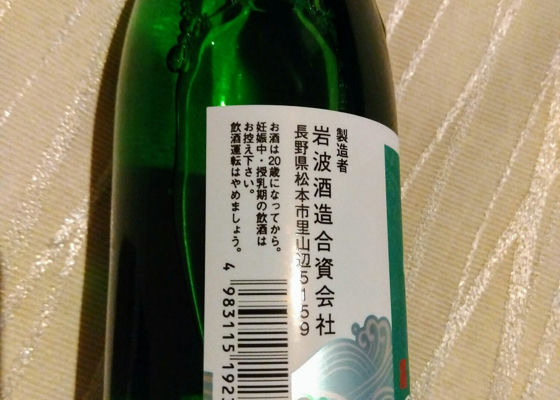 製造者
岩波酒造合資会社
長野県松本市里山辺5159
お酒は20歳になってから。
妊娠中・授乳期の飲酒は
お控え下さい。
飲酒運転はやめましょう。
4 983115 192